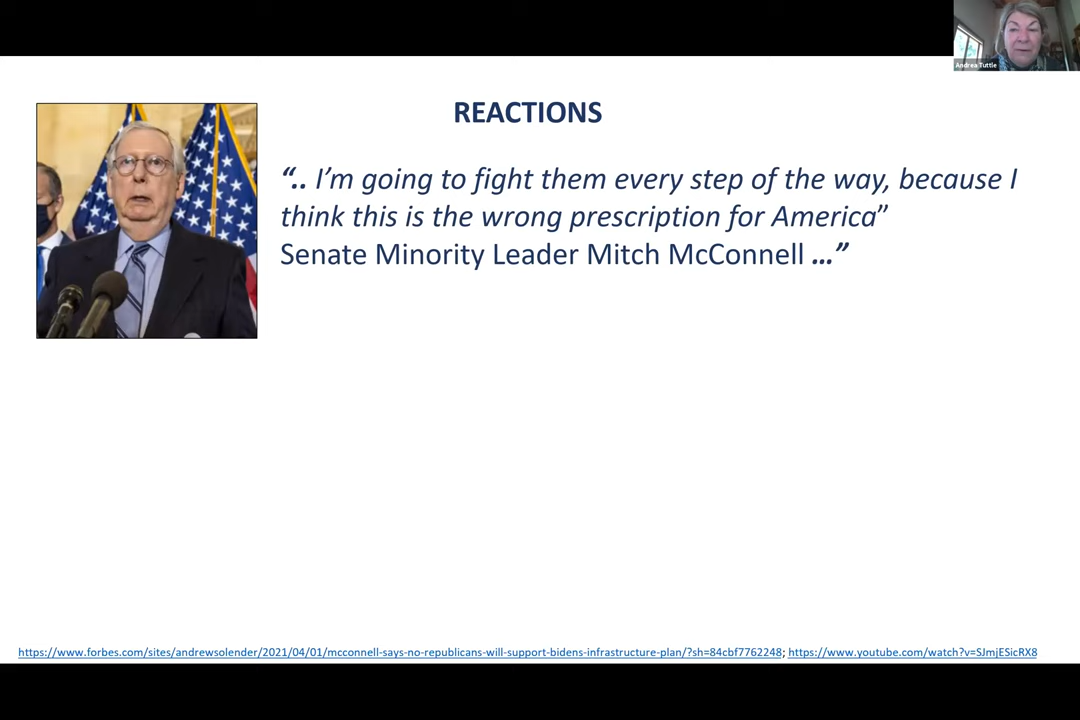 Andrea Tuttle
REACTIONS
“.. I’m going to fight them every step of the way, because I
think this is the wrong prescription for America”
Senate Minority Leader Mitch McConnell …”
https://www.forbes.com/sites/andrewsolender/2021/04/01/mcconnell-says-no-republicans-will-support-bidens-infrastructure-plan/?sh=84cbf7762248; https://www.youtube.com/watch?v=SJmjESicRX8